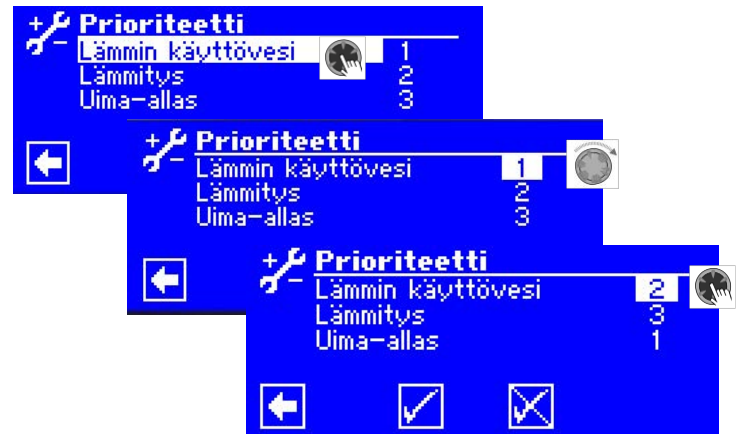 Prioriteetti
Lämmin käyttövesi 1
Lämmitys 2
Uima-allas 3
Prioriteetti
Lämmin käyttövesi 1
Lämmitys 2
Uima-allas 3
Prioriteetti
Lämmin käyttövesi 2
Lämmitys 3
Uima-allas 1